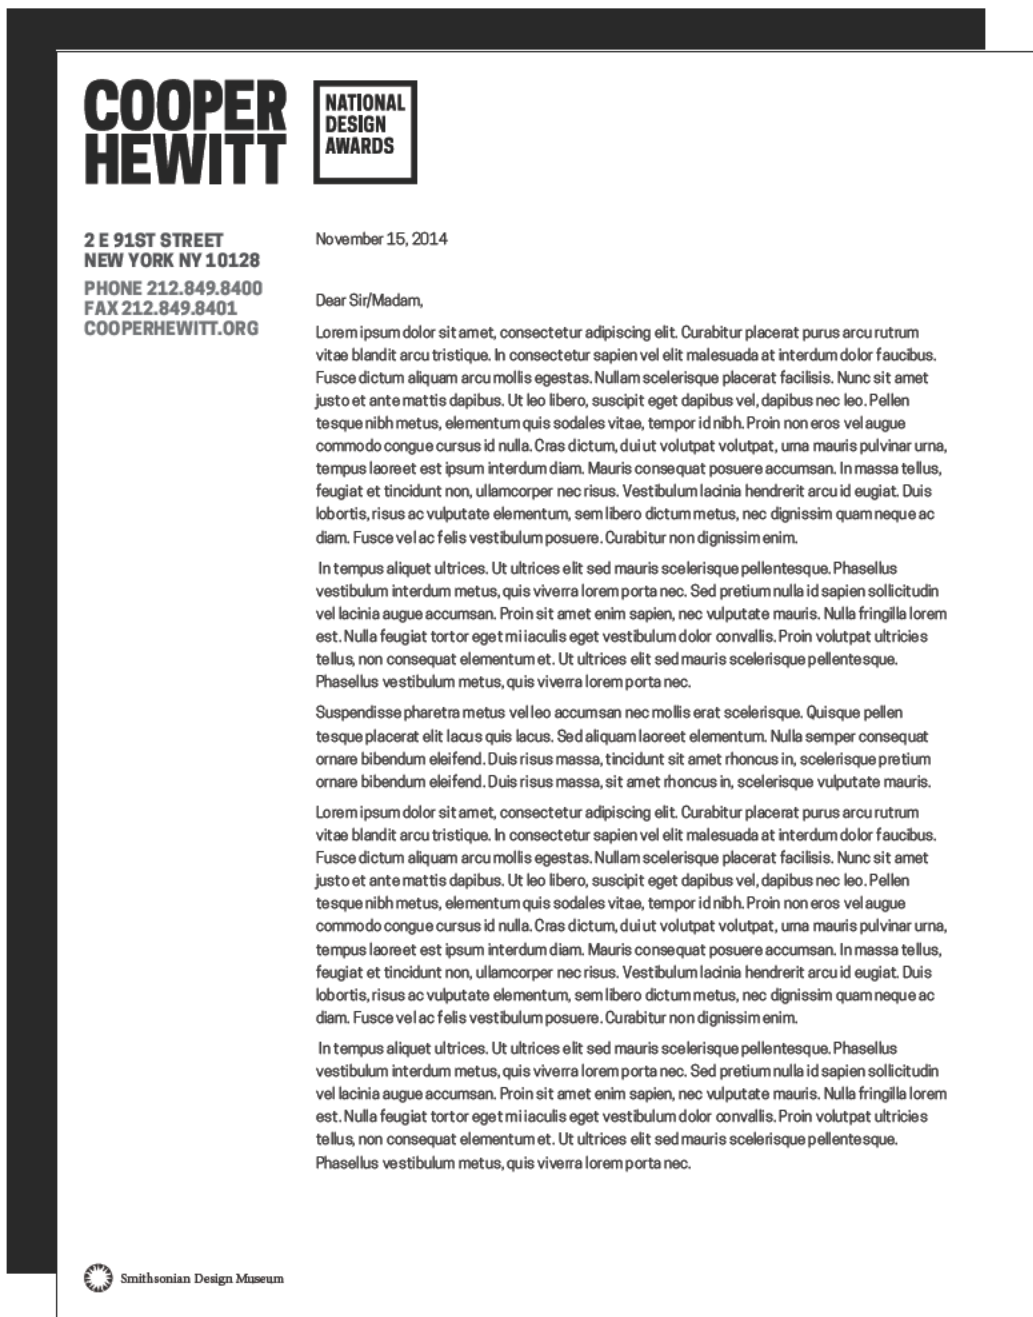 COOPER
HEWITT
NATIONAL
DESIGN
AWARDS
2 E 91ST STREET
NEW YORK NY 10128
PHONE 212.849.8400
FAX 212.849.8401
COOPERHEWITT.ORG
November 15, 2014
Dear Sir/Madam,
Lorem ipsum dolor sit amet, consectetur adipiscing elit. Curabitur placerat purus arcu rutrum
vitae blandit arcu tristique. In consectetur sapien vel elit malesuada at interdum dolor faucibus.
Fusce dictum aliquam arcu mollis egestas. Nullam scelerisque placerat facilisis. Nunc sit amet
justo et ante mattis dapibus. Ut leo libero, suscipit eget dapibus vel, dapibus nec leo. Pellen
tesque nibh metus, elementum quis sodales vitae, tempor id nibh. Proin non eros vel augue
commodo congue cursus id nulla. Cras dictum, dui ut volutpat volutpat, urna mauris pulvinar urna,
tempus laoreet est ipsum interdum diam. Mauris consequat posuere accumsan. In massa tellus,
feugiat et tincidunt non, ullamcorper nec risus. Vestibulum lacinia hendrerit arcu id eugiat. Duis
lobortis, risus ac vulputate elementum, sem libero dictum metus, nec dignissim quam neque ac
diam. Fusce vel ac felis vestibulum posuere. Curabitur non dignissim enim.
In tempus aliquet ultrices. Ut ultrices elit sed mauris scelerisque pellentesque. Phasellus
vestibulum interdum metus, quis viverra lorem porta nec. Sed pretium nulla id sapien sollicitudin
vel lacinia augue accumsan. Proin sit amet enim sapien, nec vulputate mauris. Nulla fringilla lorem
est. Nulla feugiat tortor eget mi iaculis eget vestibulum dolor convallis. Proin volutpat ultricies
tellus, non consequat elementum et. Ut ultrices elit sed mauris scelerisque pellentesque.
Phasellus vestibulum metus, quis viverra lorem porta nec.
Suspendisse pharetra metus vel leo accumsan nec mollis erat scelerisque. Quisque pellen
tesque placerat elit lacus quis lacus. Sed aliquam laoreet elementum. Nulla semper consequat
ornare bibendum eleifend. Duis risus massa, tincidunt sit amet rhoncus in, scelerisque pretium
ornare bibendum eleifend. Duis risus massa, sit amet rhoncus in, scelerisque vulputate mauris.
Lorem ipsum dolor sit amet, consectetur adipiscing elit. Curabitur placerat purus arcu rutrum
vitae blandit arcu tristique. In consectetur sapien vel elit malesuada at interdum dolor faucibus.
Fusce dictum aliquam arcu mollis egestas. Nullam scelerisque placerat facilisis. Nunc sit amet
justo et ante mattis dapibus. Ut leo libero, suscipit eget dapibus vel, dapibus nec leo. Pellen
tesque nibh metus, elementum quis sodales vitae, tempor id nibh. Proin non eros vel augue
commodo congue cursus id nulla. Cras dictum, dui ut volutpat volutpat, urna mauris pulvinar urna,
tempus laoreet est ipsum interdum diam. Mauris consequat posuere accumsan. In massa tellus,
feugiat et tincidunt non, ullamcorper nec risus. Vestibulum lacinia hendrerit arcu id eugiat. Duis
lobortis, risus ac vulputate elementum, sem libero dictum metus, nec dignissim quam neque ac
diam. Fusce vel ac felis vestibulum posuere. Curabitur non dignissim enim.
In tempus aliquet ultrices. Ut ultrices elit sed mauris scelerisque pellentesque. Phasellus
vestibulum interdum metus, quis viverra lorem porta nec. Sed pretium nulla id sapien sollicitudin
vel lacinia augue accumsan. Proin sit amet enim sapien, nec vulputate mauris. Nulla fringilla lorem
est. Nulla feugiat tortor eget mi iaculis eget vestibulum dolor convallis. Proin volutpat ultricies
tellus, non consequat elementum et. Ut ultrices elit sed mauris scelerisque pellentesque.
Phasellus vestibulum metus, quis viverra lorem porta nec.
Smithsonian Design Museum